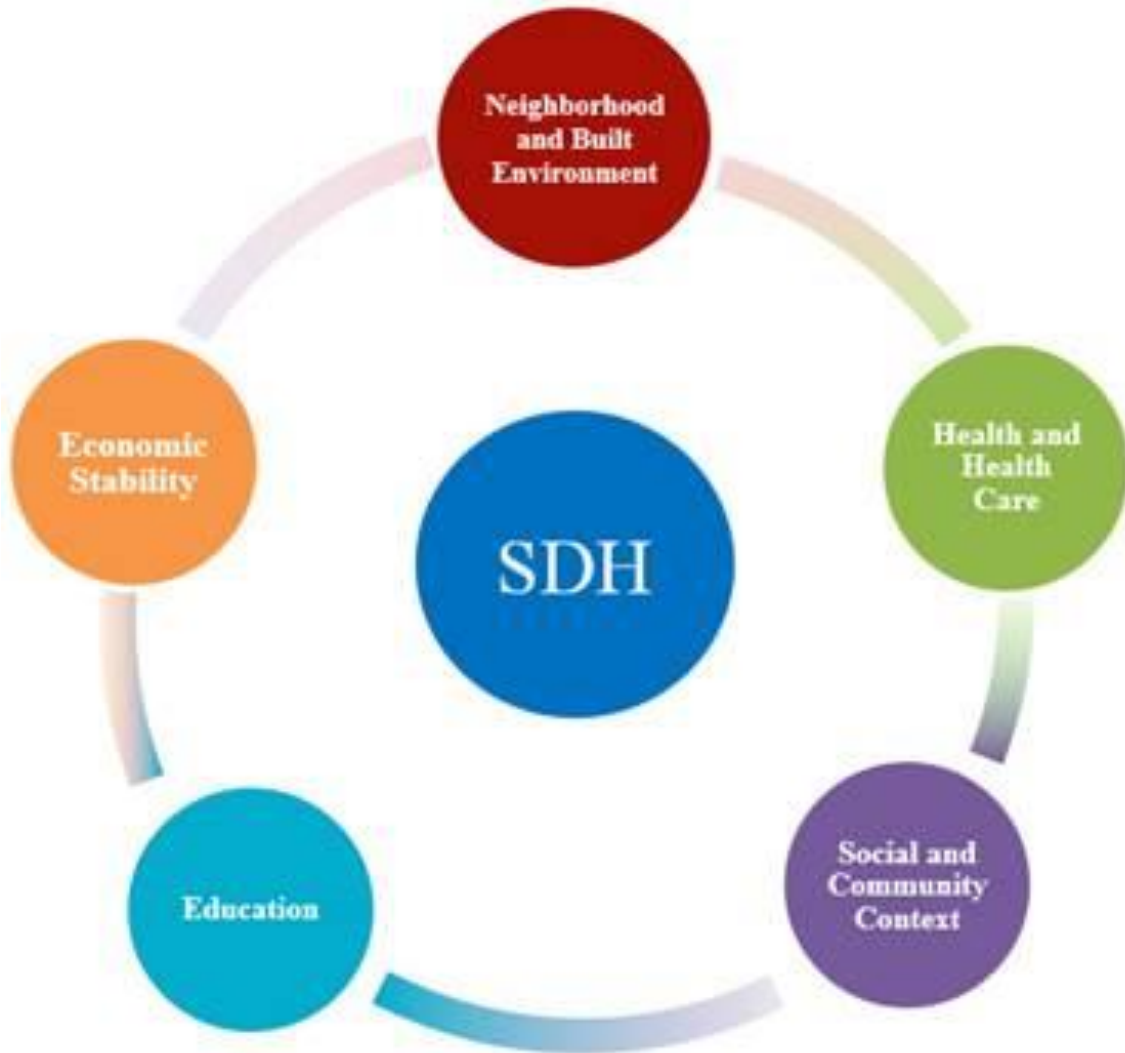 Neighborhood
and Built
Environment
Health and
Health
Care
Economic
Stability
SDH
Social and
Community
Context
Education